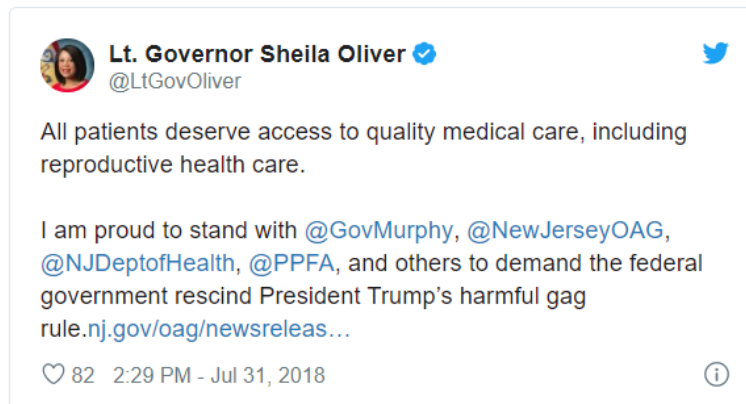 Lt. Governor Sheila Oliver
@LtGovOliver
All patients deserve access to quality medical care, including
reproductive health care.
I am proud to stand with @GovMurphy, @NewJerseyOAG,
@NJDeptofHealth, @PPFA, and others to demand the federal
government rescind President Trump’s harmful gag
rule.nj.gov/oag/newsreleas…
82 2:29 PM - Jul 31, 2018